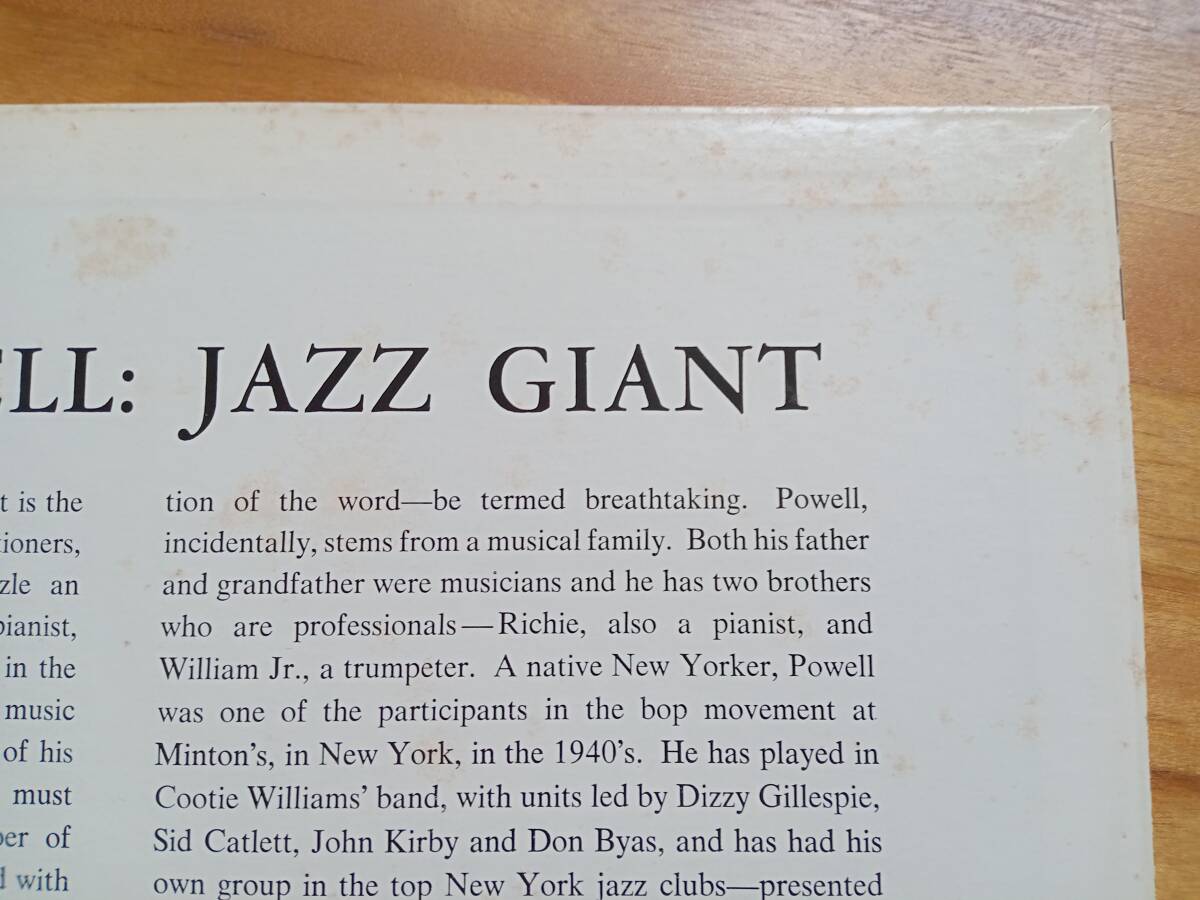 LL: JAZZ GIANT
t is the
ioners,
zle an
pianist,
in the
music
of his
must
er of
with
tion of the word—be termed breathtaking. Powell,
incidentally, stems from a musical family. Both his father
and grandfather were musicians and he has two brothers
who are professionals—Richie, also a pianist, and
William Jr., a trumpeter. A native New Yorker, Powell
was one of the participants in the bop movement at
Minton's, in New York, in the 1940's. He has played in
Cootie Williams' band, with units led by Dizzy Gillespie,
Sid Catlett, John Kirby and Don Byas, and has had his
own group in the top New York jazz clubs—presented